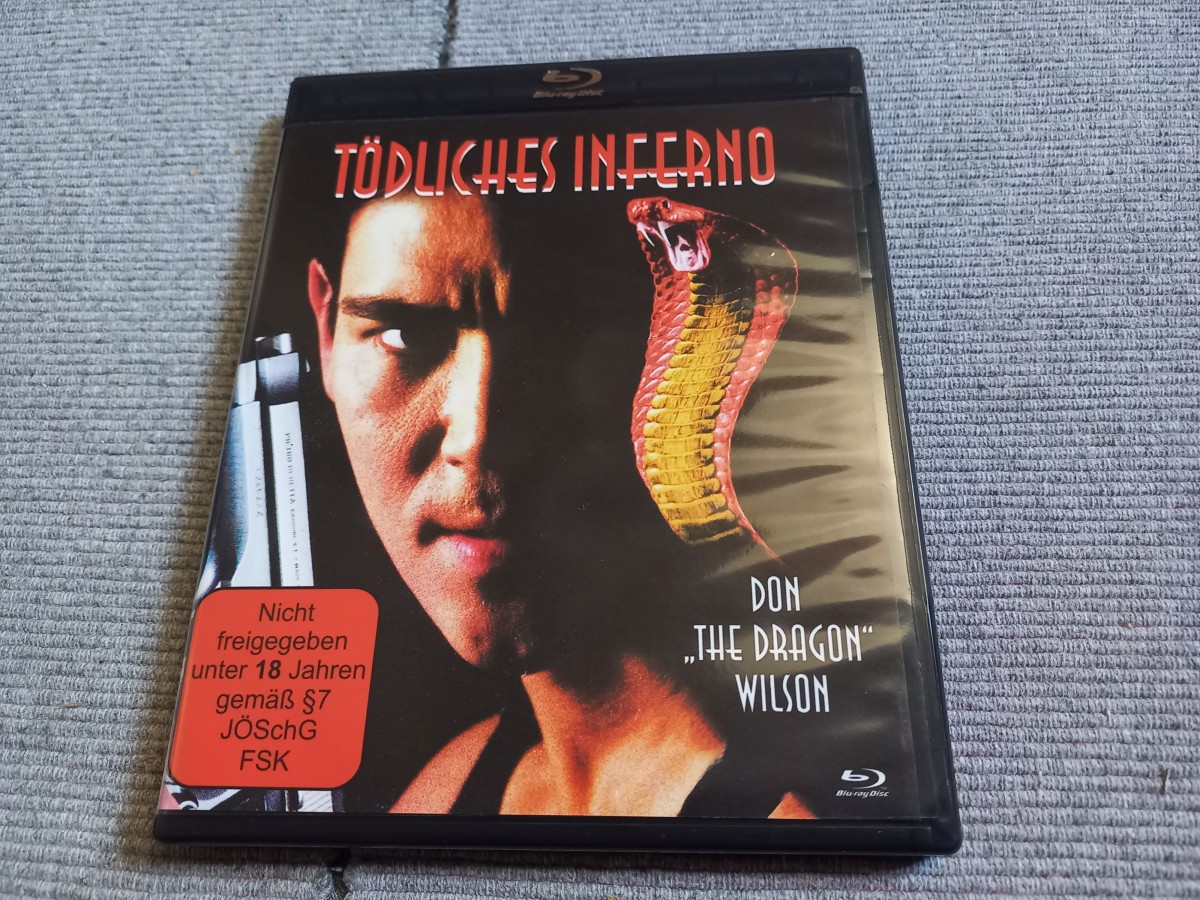 Blu-ray Disc
TÖDLICHES INFERNO
DON
„THE DRAGON“
WILSON
Nicht
freigegeben
unter 18 Jahren
gemäß §7
JÖSchG
FSK
Blu-ray Disc